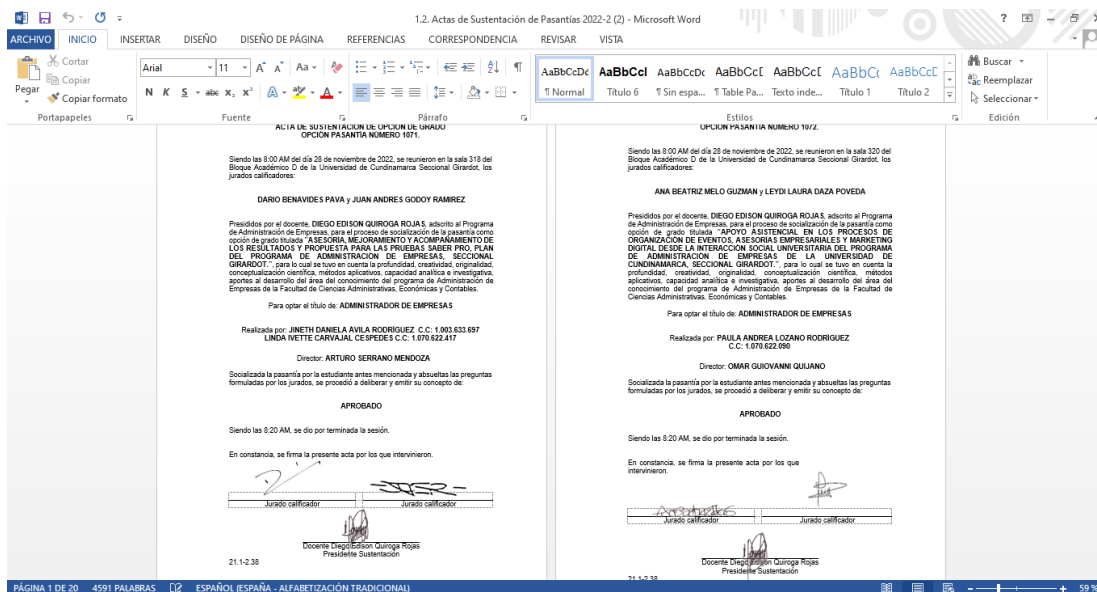 1.2. Actas de Sustentación de Pasantías 2022-2 (2) - Microsoft Word
ARCHIVO INICIO INSERTAR DISEÑO DISEÑO DE PÁGINA REFERENCIAS CORRESPONDENCIA REVISAR VISTA
Pegar
Cortar
Copiar
Copiar formato
Portapapeles
Arial 11
N K S abc x₂ x²
Fuente
Párrafo
AaBbCcDc AaBbCcI AaBbCcDc AaBbCcI AaBbCcI AaBbCc AaBbCcD
¶ Normal Título 6 ¶ Sin espa... ¶ Table Pa... Texto inde... Título 1 Título 2
Estilos
Buscar
Reemplazar
Seleccionar
Edición
ACTA DE SUSTENTACIÓN DE OPCIÓN DE GRADO
OPCIÓN PASANTÍA NÚMERO 1071.
Siendo las 8:00 AM del día 28 de noviembre de 2022, se reunieron en la sala 318 del
Bloque Académico D de la Universidad de Cundinamarca Seccional Girardot, los
jurados calificadores:
DARIO BENAVIDES PAVA y JUAN ANDRES GODOY RAMIREZ
Presididos por el docente, DIEGO EDISON QUIROGA ROJAS, adscrito al Programa
de Administración de Empresas, para el proceso de socialización de la pasantía como
opción de grado titulada "ASESORÍA, MEJORAMIENTO Y ACOMPAÑAMIENTO DE
LOS RESULTADOS Y PROPUESTA PARA LAS PRUEBAS SABER PRO, PLAN
DEL PROGRAMA DE ADMINISTRACIÓN DE EMPRESAS, SECCIONAL
GIRARDOT.", para lo cual se tuvo en cuenta la profundidad, creatividad, originalidad,
conceptualización científica, métodos aplicativos, capacidad analítica e investigativa,
aportes al desarrollo del área del conocimiento del programa de Administración de
Empresas de la Facultad de Ciencias Administrativas, Económicas y Contables.
Para optar el título de: ADMINISTRADOR DE EMPRESAS
Realizada por: JINETH DANIELA ÁVILA RODRÍGUEZ C.C: 1.003.633.697
LINDA IVETTE CARVAJAL CESPEDES C.C: 1.070.622.417
Director: ARTURO SERRANO MENDOZA
Socializada la pasantía por la estudiante antes mencionada y absueltas las preguntas
formuladas por los jurados, se procedió a deliberar y emitir su concepto de:
APROBADO
Siendo las 8:20 AM, se dio por terminada la sesión.
En constancia, se firma la presente acta por los que intervinieron.
Jurado calificador Jurado calificador
Docente Diego Edison Quiroga Rojas
Presidente Sustentación
21.1-2.38
OPCIÓN PASANTÍA NÚMERO 1072.
Siendo las 8:00 AM del día 28 de noviembre de 2022, se reunieron en la sala 320 del
Bloque Académico D de la Universidad de Cundinamarca Seccional Girardot, los
jurados calificadores:
ANA BEATRIZ MELO GUZMAN y LEYDI LAURA DAZA POVEDA
Presididos por el docente, DIEGO EDISON QUIROGA ROJAS, adscrito al Programa
de Administración de Empresas, para el proceso de socialización de la pasantía como
opción de grado titulada "APOYO ASISTENCIAL EN LOS PROCESOS DE
ORGANIZACIÓN DE EVENTOS, ASESORÍAS EMPRESARIALES Y MARKETING
DIGITAL DESDE LA INTERACCIÓN SOCIAL UNIVERSITARIA DEL PROGRAMA
DE ADMINISTRACIÓN DE EMPRESAS DE LA UNIVERSIDAD DE
CUNDINAMARCA, SECCIONAL GIRARDOT.", para lo cual se tuvo en cuenta la
profundidad, creatividad, originalidad, conceptualización científica, métodos
aplicativos, capacidad analítica e investigativa, aportes al desarrollo del área del
conocimiento del programa de Administración de Empresas de la Facultad de
Ciencias Administrativas, Económicas y Contables.
Para optar el título de: ADMINISTRADOR DE EMPRESAS
Realizada por: PAULA ANDREA LOZANO RODRÍGUEZ
C.C: 1.070.622.090
Director: OMAR GUIOVANNI QUIJANO
Socializada la pasantía por la estudiante antes mencionada y absueltas las preguntas
formuladas por los jurados, se procedió a deliberar y emitir su concepto de:
APROBADO
Siendo las 8:20 AM, se dio por terminada la sesión.
En constancia, se firma la presente acta por los que
intervinieron.
Jurado calificador Jurado calificador
Docente Diego Edison Quiroga Rojas
Presidente Sustentación
21.1-2.38
PÁGINA 1 DE 20 4591 PALABRAS ESPAÑOL (ESPAÑA - ALFABETIZACIÓN TRADICIONAL) 59 %